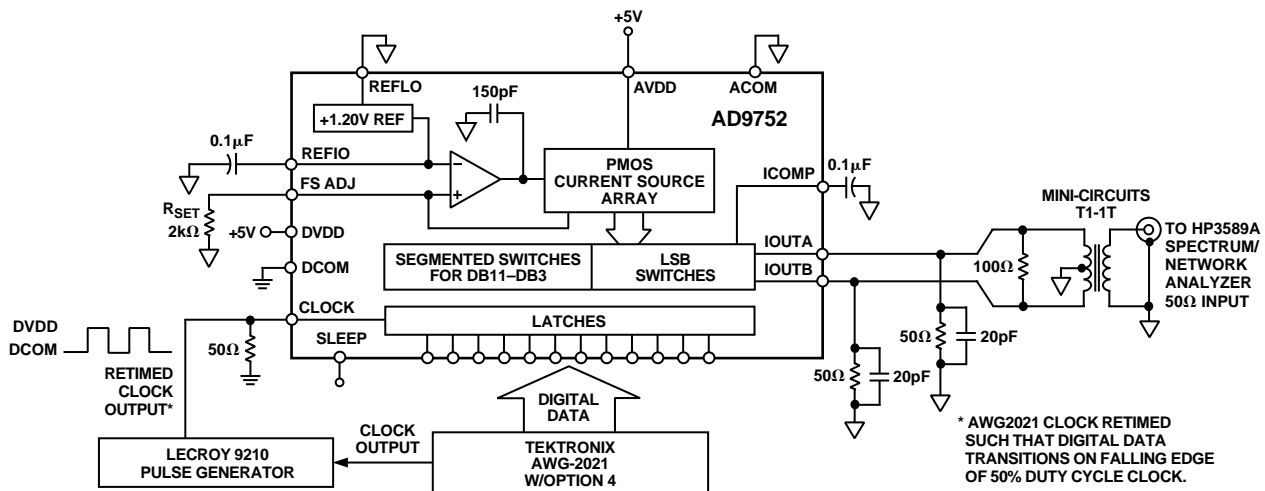 +5V
REFLO
AVDD
ACOM
150pF
AD9752
+1.20V REF
0.1µF
REFIO
−
+
FS ADJ
PMOS
CURRENT SOURCE
ARRAY
ICOMP
0.1µF
RSET
2kΩ
+5V
DVDD
DCOM
SEGMENTED SWITCHES
FOR DB11–DB3
LSB
SWITCHES
IOUTA
IOUTB
MINI-CIRCUITS
T1-1T
100Ω
TO HP3589A
SPECTRUM/
NETWORK
ANALYZER
50Ω INPUT
CLOCK
LATCHES
DVDD
DCOM
50Ω
SLEEP
50Ω
20pF
50Ω
20pF
RETIMED
CLOCK
OUTPUT*
DIGITAL
DATA
CLOCK
OUTPUT
LECROY 9210
PULSE GENERATOR
TEKTRONIX
AWG-2021
W/OPTION 4
* AWG2021 CLOCK RETIMED
SUCH THAT DIGITAL DATA
TRANSITIONS ON FALLING EDGE
OF 50% DUTY CYCLE CLOCK.